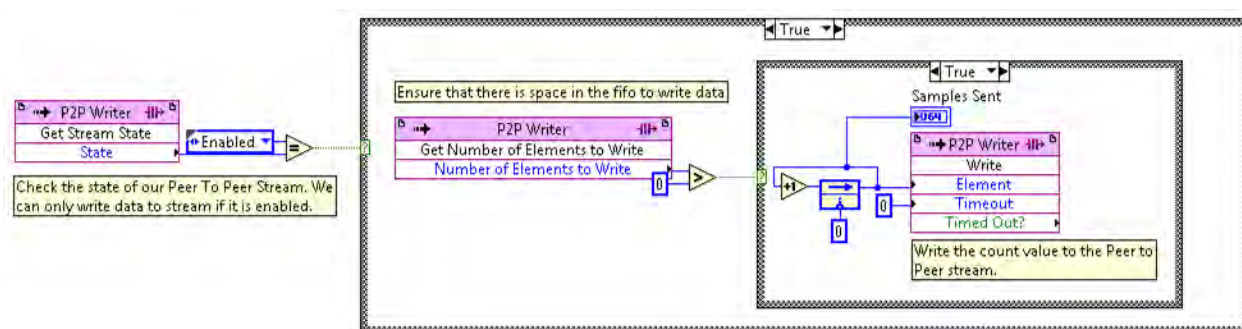 True
True
Samples Sent
U64
Ensure that there is space in the fifo to write data
P2P Writer
Get Stream State
State
Enabled
=
?
P2P Writer
Get Number of Elements to Write
Number of Elements to Write
0
>
?
+1
0
0
P2P Writer
Write
Element
Timeout
Timed Out?
Check the state of our Peer To Peer Stream. We
can only write data to stream if it is enabled.
Write the count value to the Peer to
Peer stream.